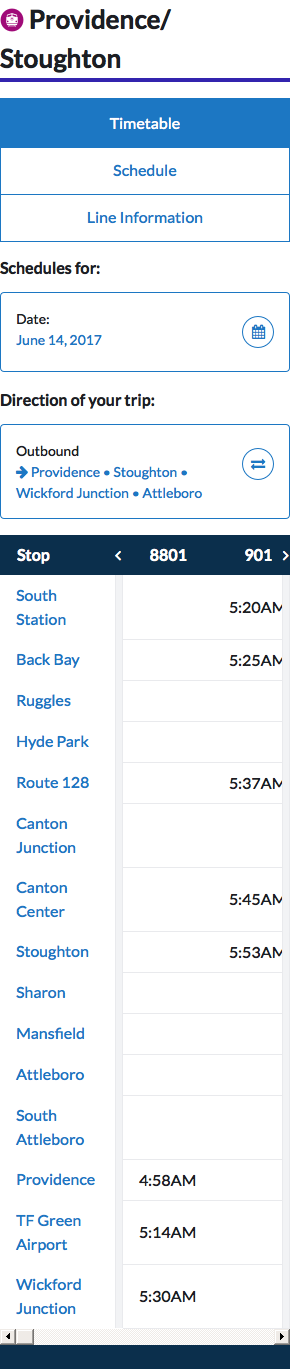 Providence/
Stoughton
Timetable
Schedule
Line Information
Schedules for:
Date:
June 14, 2017
Direction of your trip:
Outbound
Providence • Stoughton •
Wickford Junction • Attleboro
Stop 8801 901
South
Station 5:20AM
Back Bay 5:25AM
Ruggles
Hyde Park
Route 128 5:37AM
Canton
Junction
Canton
Center 5:45AM
Stoughton 5:53AM
Sharon
Mansfield
Attleboro
South
Attleboro
Providence 4:58AM
TF Green
Airport 5:14AM
Wickford
Junction 5:30AM